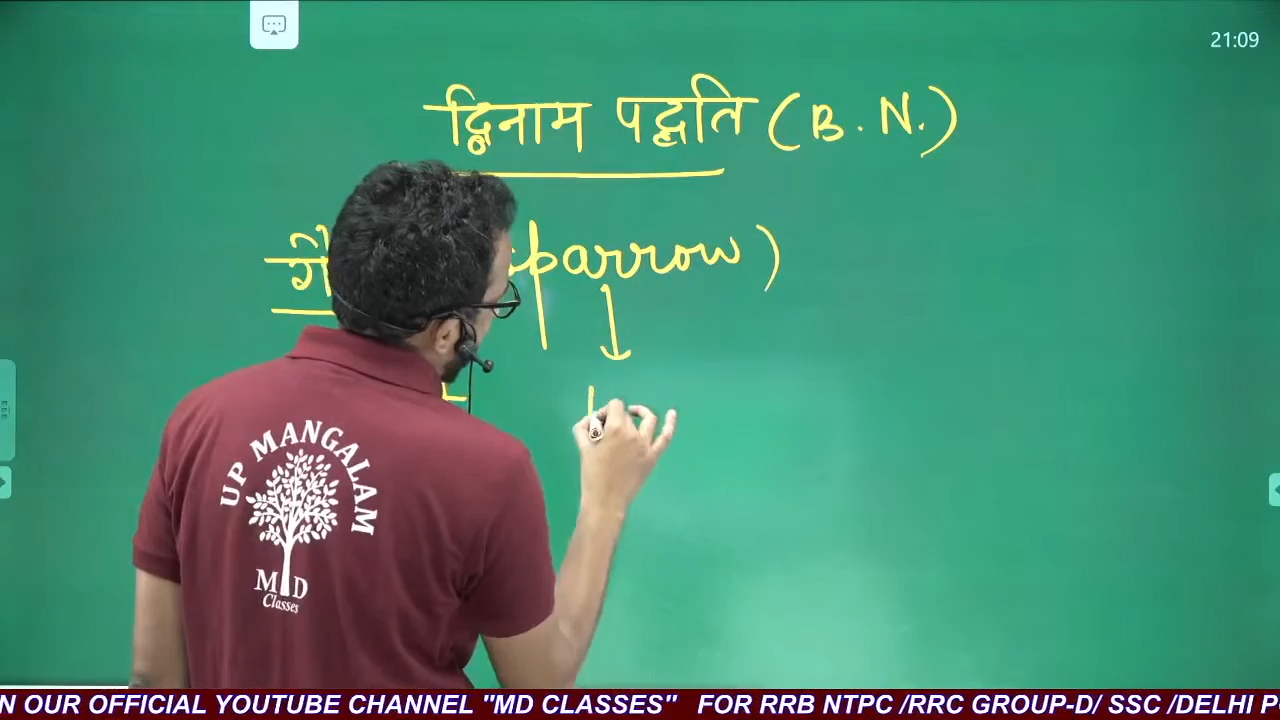 21:09
द्विनाम पद्धति (B.N.)
गौ sparrow)
UP MANGALAM
MD
Classes
N OUR OFFICIAL YOUTUBE CHANNEL "MD CLASSES" FOR RRB NTPC /RRC GROUP-D/ SSC /DELHI P